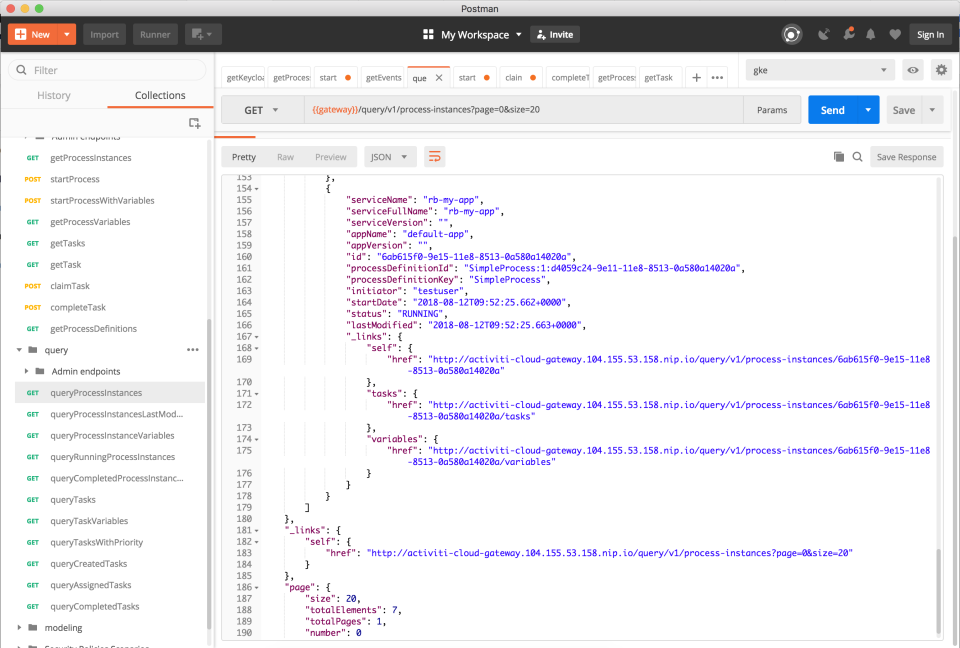 Postman
New
Import
Runner
My Workspace
Invite
Sign In
Filter
History
Collections
Admin endpoints
GET getProcessInstances
POST startProcess
POST startProcessWithVariables
GET getProcessVariables
GET getTasks
GET getTask
POST claimTask
POST completeTask
GET getProcessDefinitions
query
Admin endpoints
GET queryProcessInstances
GET queryProcessInstancesLastMod...
GET queryProcessInstanceVariables
GET queryRunningProcessInstances
GET queryCompletedProcessInstanc...
GET queryTasks
GET queryTaskVariables
GET queryTasksWithPriority
GET queryCreatedTasks
GET queryAssignedTasks
GET queryCompletedTasks
modeling
Security Policies Scenarios
getKeycloa getProces start getEvents que start clain completeT getProces getTask
gke
GET {{gateway}}/query/v1/process-instances?page=0&size=20 Params Send Save
Pretty Raw Preview JSON Save Response
153 },
154 {
155 "serviceName": "rb-my-app",
156 "serviceFullName": "rb-my-app",
157 "serviceVersion": "",
158 "appName": "default-app",
159 "appVersion": "",
160 "id": "6ab615f0-9e15-11e8-8513-0a580a14020a",
161 "processDefinitionId": "SimpleProcess:1:d4059c24-9e11-11e8-8513-0a580a14020a",
162 "processDefinitionKey": "SimpleProcess",
163 "initiator": "testuser",
164 "startDate": "2018-08-12T09:52:25.662+0000",
165 "status": "RUNNING",
166 "lastModified": "2018-08-12T09:52:25.663+0000",
167 "_links": {
168 "self": {
169 "href": "http://activiti-cloud-gateway.104.155.53.158.nip.io/query/v1/process-instances/6ab615f0-9e15-11e8
-8513-0a580a14020a"
170 },
171 "tasks": {
172 "href": "http://activiti-cloud-gateway.104.155.53.158.nip.io/query/v1/process-instances/6ab615f0-9e15-11e8
-8513-0a580a14020a/tasks"
173 },
174 "variables": {
175 "href": "http://activiti-cloud-gateway.104.155.53.158.nip.io/query/v1/process-instances/6ab615f0-9e15-11e8
-8513-0a580a14020a/variables"
176 }
177 }
178 }
179 ]
180 },
181 "_links": {
182 "self": {
183 "href": "http://activiti-cloud-gateway.104.155.53.158.nip.io/query/v1/process-instances?page=0&size=20"
184 }
185 },
186 "page": {
187 "size": 20,
188 "totalElements": 7,
189 "totalPages": 1,
190 "number": 0